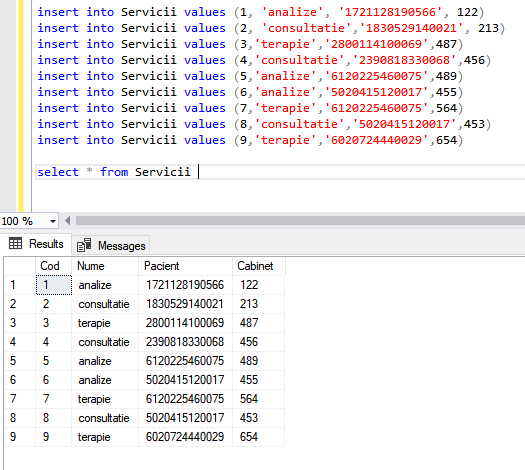 insert into Servicii values (1, 'analize', '1721128190566', 122)
insert into Servicii values (2, 'consultatie','1830529140021', 213)
insert into Servicii values (3,'terapie','2800114100069',487)
insert into Servicii values (4,'consultatie','2390818330068',456)
insert into Servicii values (5,'analize','6120225460075',489)
insert into Servicii values (6,'analize','5020415120017',455)
insert into Servicii values (7,'terapie','6120225460075',564)
insert into Servicii values (8,'consultatie','5020415120017',453)
insert into Servicii values (9,'terapie','6020724440029',654)
select * from Servicii
100 %
Results Messages
Cod Nume Pacient Cabinet
1 1 analize 1721128190566 122
2 2 consultatie 1830529140021 213
3 3 terapie 2800114100069 487
4 4 consultatie 2390818330068 456
5 5 analize 6120225460075 489
6 6 analize 5020415120017 455
7 7 terapie 6120225460075 564
8 8 consultatie 5020415120017 453
9 9 terapie 6020724440029 654